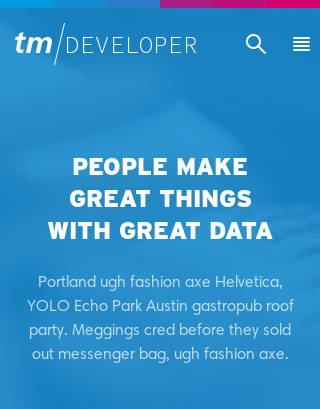 tm/DEVELOPER
PEOPLE MAKE
GREAT THINGS
WITH GREAT DATA
Portland ugh fashion axe Helvetica,
YOLO Echo Park Austin gastropub roof
party. Meggings cred before they sold
out messenger bag, ugh fashion axe.